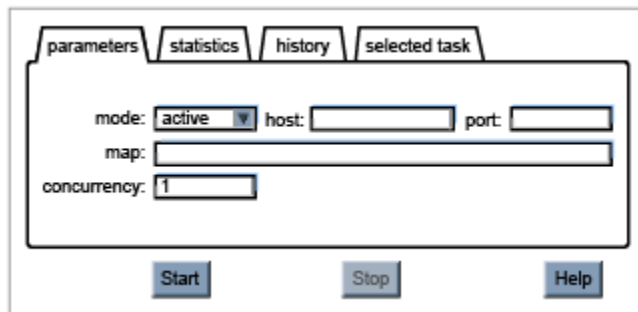 parameters statistics history selected task
mode: active host: port:
map:
concurrency: 1
Start Stop Help